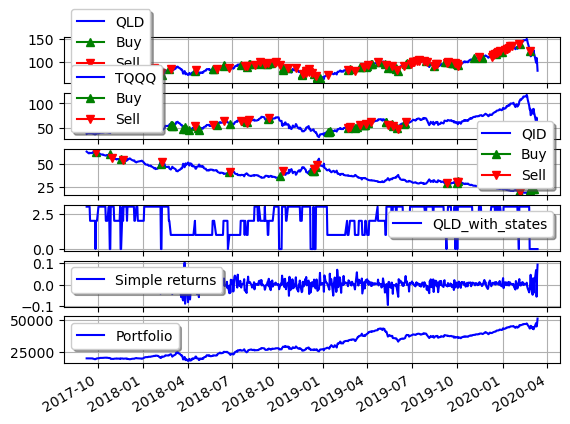 QLD
Buy
Sell
150
100
TQQQ
Buy
Sell
100
50
QID
Buy
Sell
50
25
QLD_with_states
2.5
0.0
Simple returns
0.1
0.0
−0.1
Portfolio
50000
25000
2017-10
2018-01
2018-04
2018-07
2018-10
2019-01
2019-04
2019-07
2019-10
2020-01
2020-04